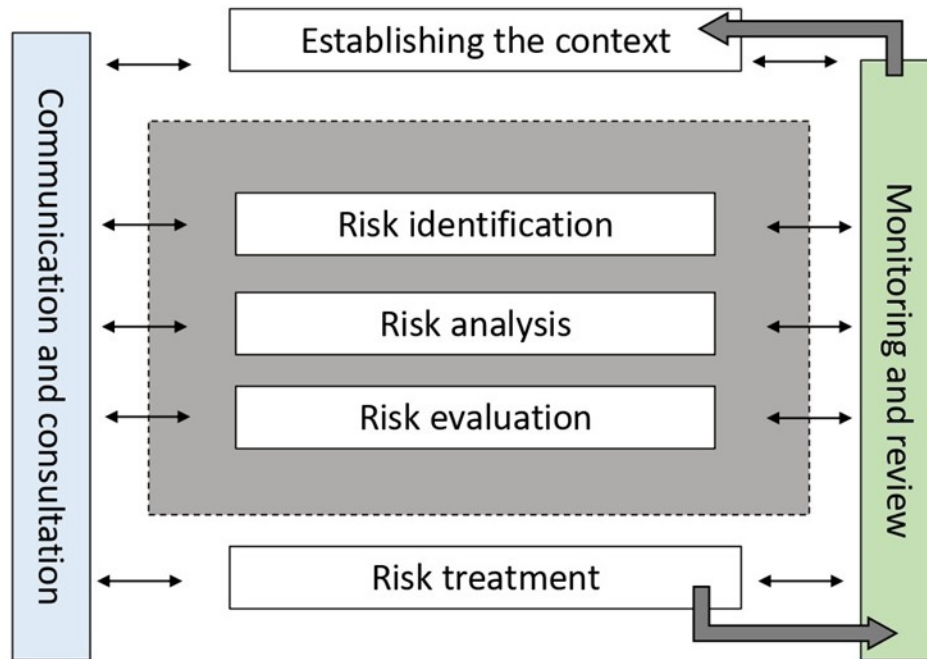 Establishing the context
Communication and consultation
Risk identification
Risk analysis
Risk evaluation
Monitoring and review
Risk treatment